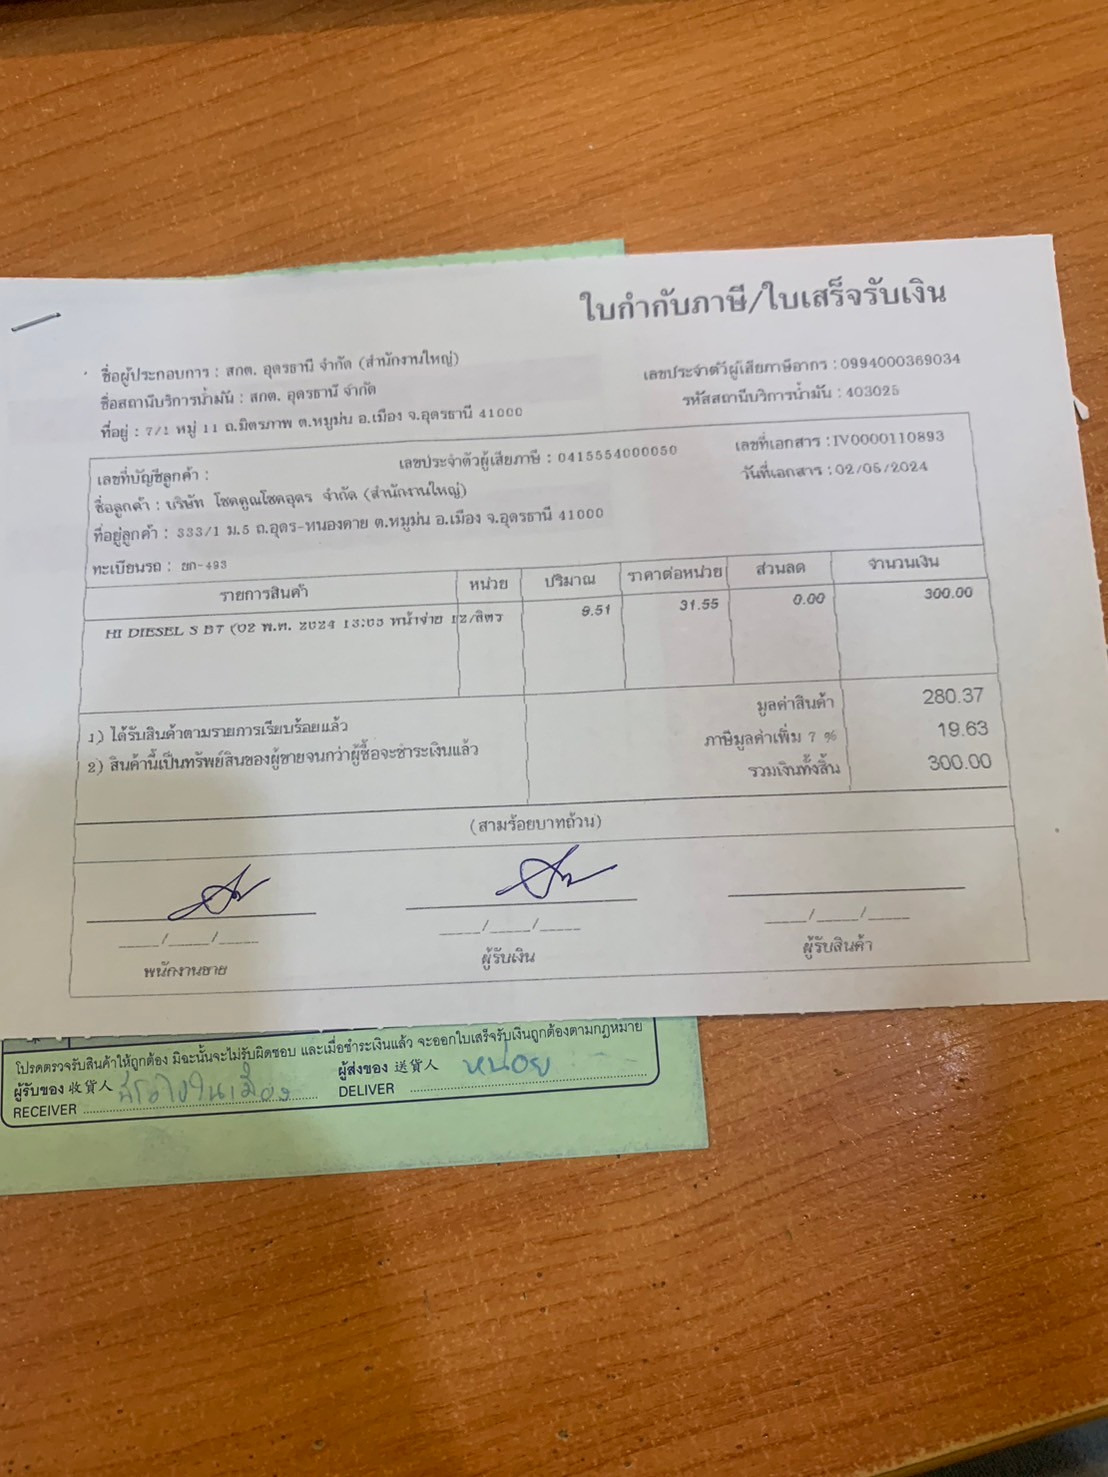 ใบกำกับภาษี/ใบเสร็จรับเงิน
ชื่อผู้ประกอบการ : สกต. อุดรธานี จำกัด (สำนักงานใหญ่)
เลขประจำตัวผู้เสียภาษีอากร : 0994000369034
ชื่อสถานีบริการน้ำมัน : สกต. อุดรธานี จำกัด
รหัสสถานีบริการน้ำมัน : 403025
ที่อยู่ : 7/1 หมู่ 11 ถ.มิตรภาพ ต.หมูม่น อ.เมือง จ.อุดรธานี 41000
เลขที่บัญชีลูกค้า :
เลขประจำตัวผู้เสียภาษี : 0415554000050
เลขที่เอกสาร : IV0000110893
ชื่อลูกค้า : บริษัท โชคคูณโชคอุดร จำกัด (สำนักงานใหญ่)
วันที่เอกสาร : 02/05/2024
ที่อยู่ลูกค้า : 333/1 ม.5 ถ.อุดร-หนองคาย ต.หมูม่น อ.เมือง จ.อุดรธานี 41000
ทะเบียนรถ : ยก-493
รายการสินค้า หน่วย ปริมาณ ราคาต่อหน่วย ส่วนลด จำนวนเงิน
HI DIESEL S B7 (02 พ.ค. 2024 13:05 หน้าจ่าย 12/ลิตร 9.51 31.55 0.00 300.00
1) ได้รับสินค้าตามรายการเรียบร้อยแล้ว
2) สินค้านี้เป็นทรัพย์สินของผู้ขายจนกว่าผู้ซื้อจะชำระเงินแล้ว
มูลค่าสินค้า 280.37
ภาษีมูลค่าเพิ่ม 7 % 19.63
รวมเงินทั้งสิ้น 300.00
(สามร้อยบาทถ้วน)
___/___/___ ___/___/___ ___/___/___
พนักงานขาย ผู้รับเงิน ผู้รับสินค้า
โปรดตรวจรับสินค้าให้ถูกต้อง มิฉะนั้นจะไม่รับผิดชอบ และเมื่อชำระเงินแล้ว จะออกใบเสร็จรับเงินถูกต้องตามกฎหมาย
ผู้รับของ 收貨人 ผู้ส่งของ 送貨人 หน่อย
RECEIVER DELIVER